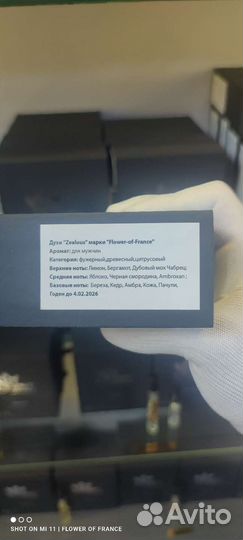 Духи "Zealous" марки "Flower-of-France"
Аромат: для мужчин
Категория: фужерный,древесный,цитрусовый
Верхние ноты: Лимон, Бергамот, Дубовый мох Чабрец;
Средние ноты: Яблоко, Черная смородина, Ambroxan ;
Базовые ноты: Береза, Кедр, Амбра, Кожа, Пачули,
Годен до 4.02.2026
SHOT ON MI 11 | FLOWER OF FRANCE
Avito